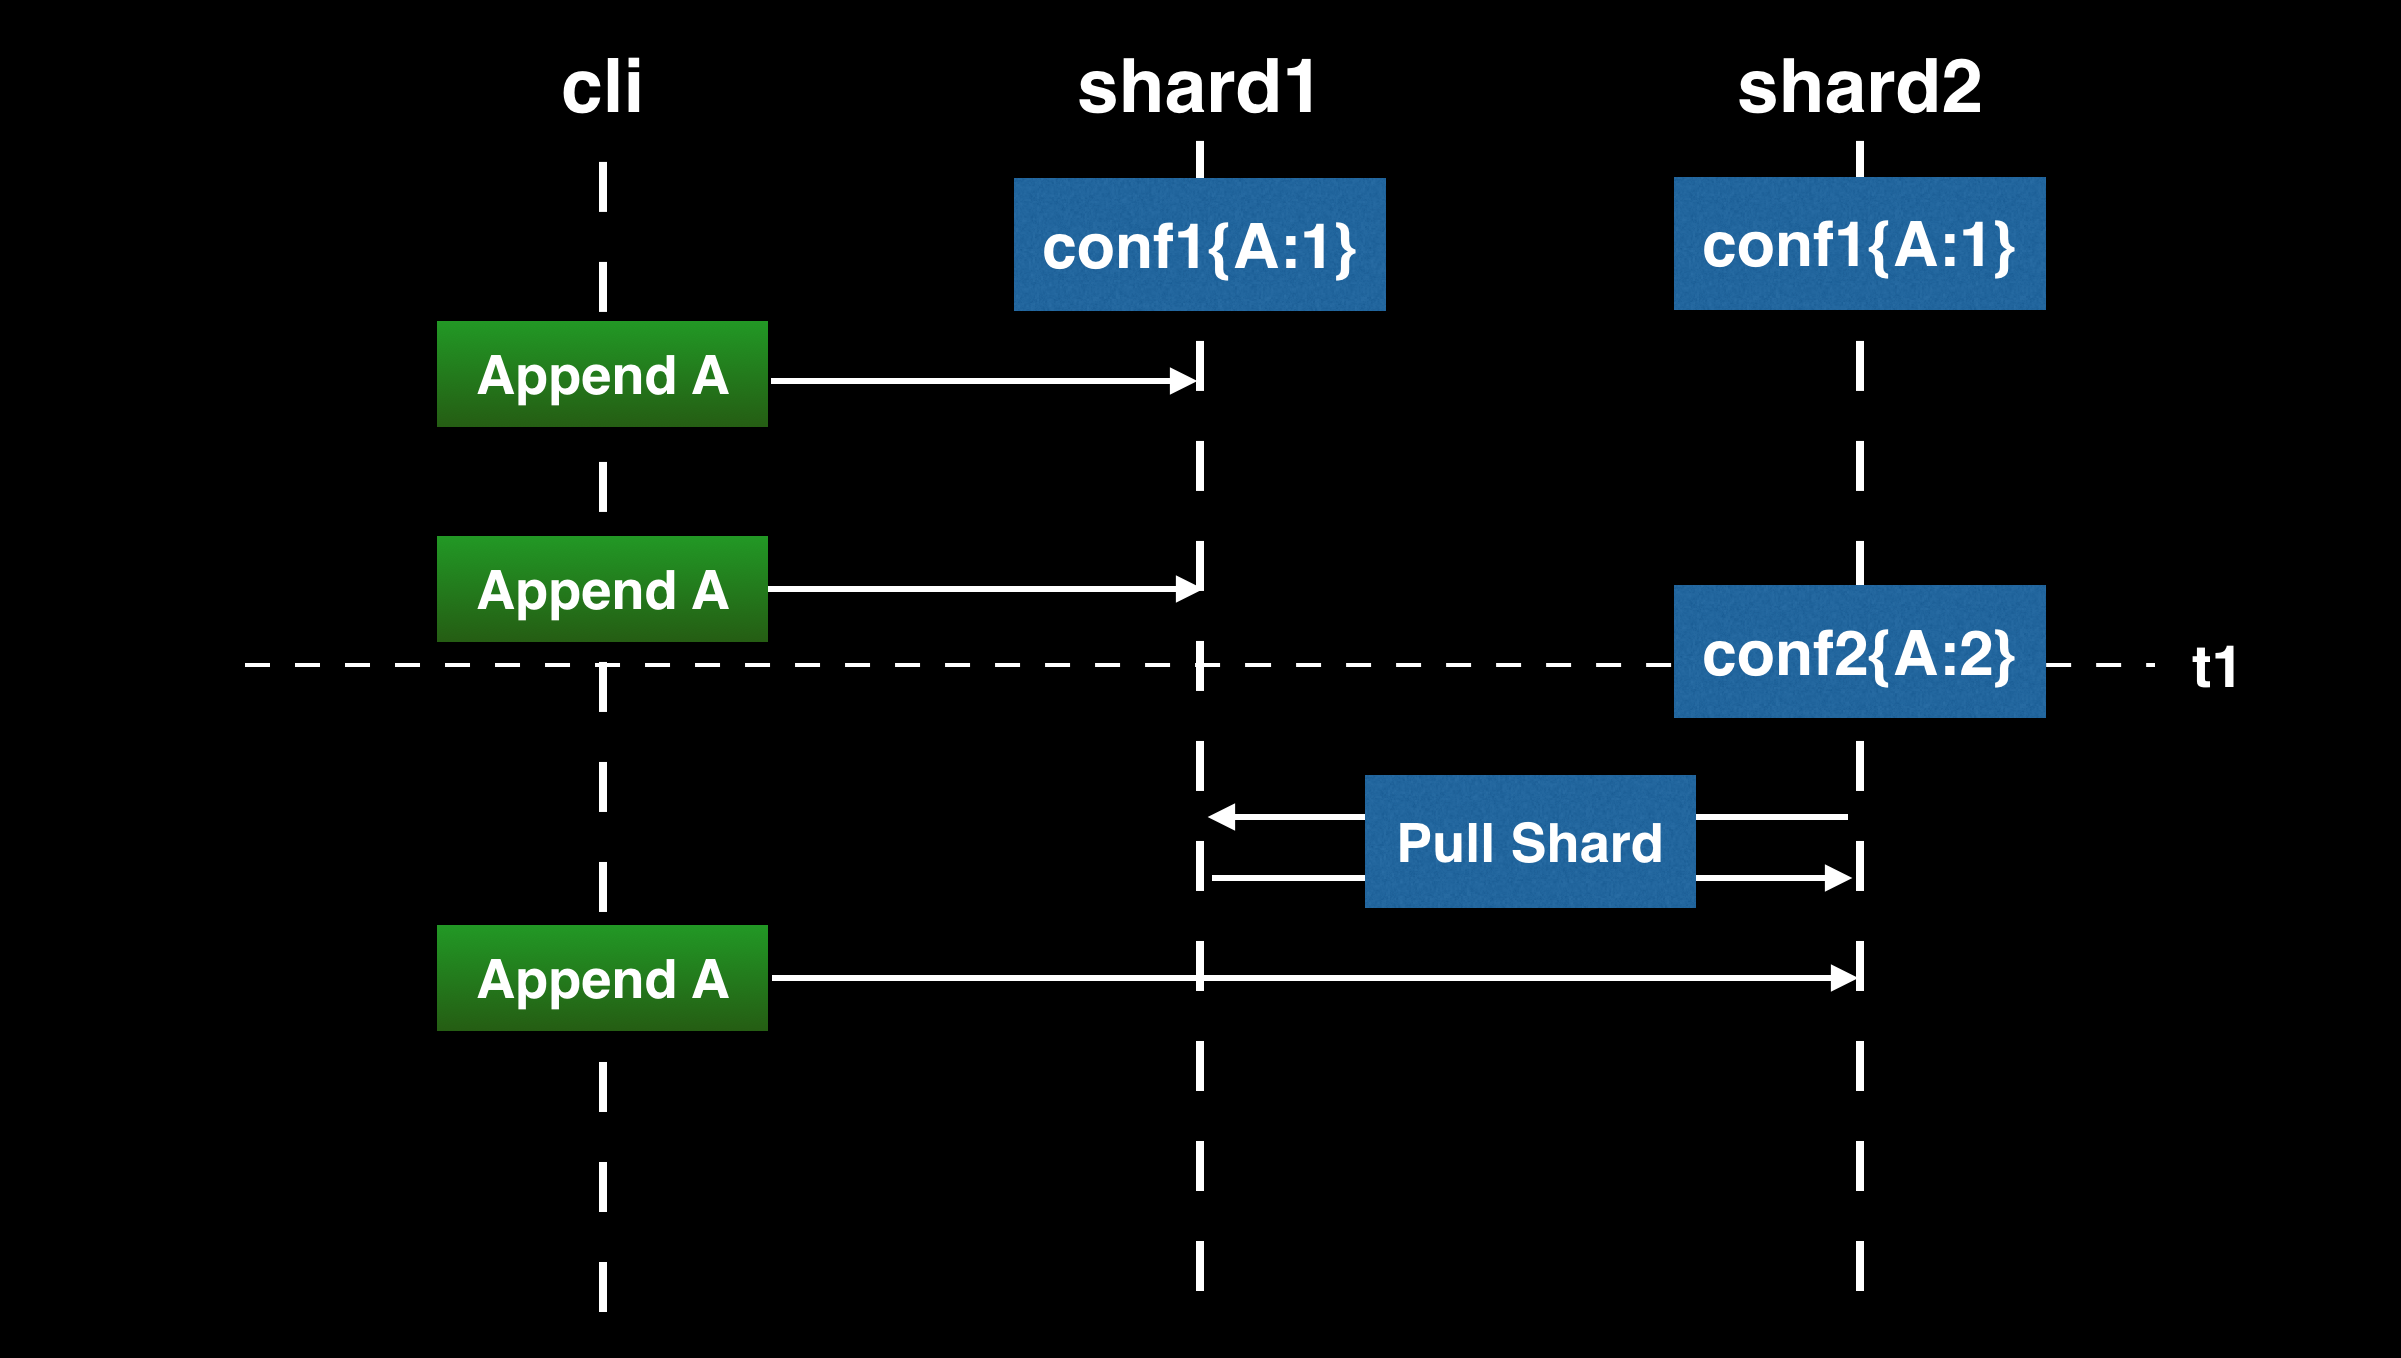 cli
shard1
shard2
conf1{A:1}
conf1{A:1}
Append A
Append A
conf2{A:2}
t1
Pull Shard
Append A